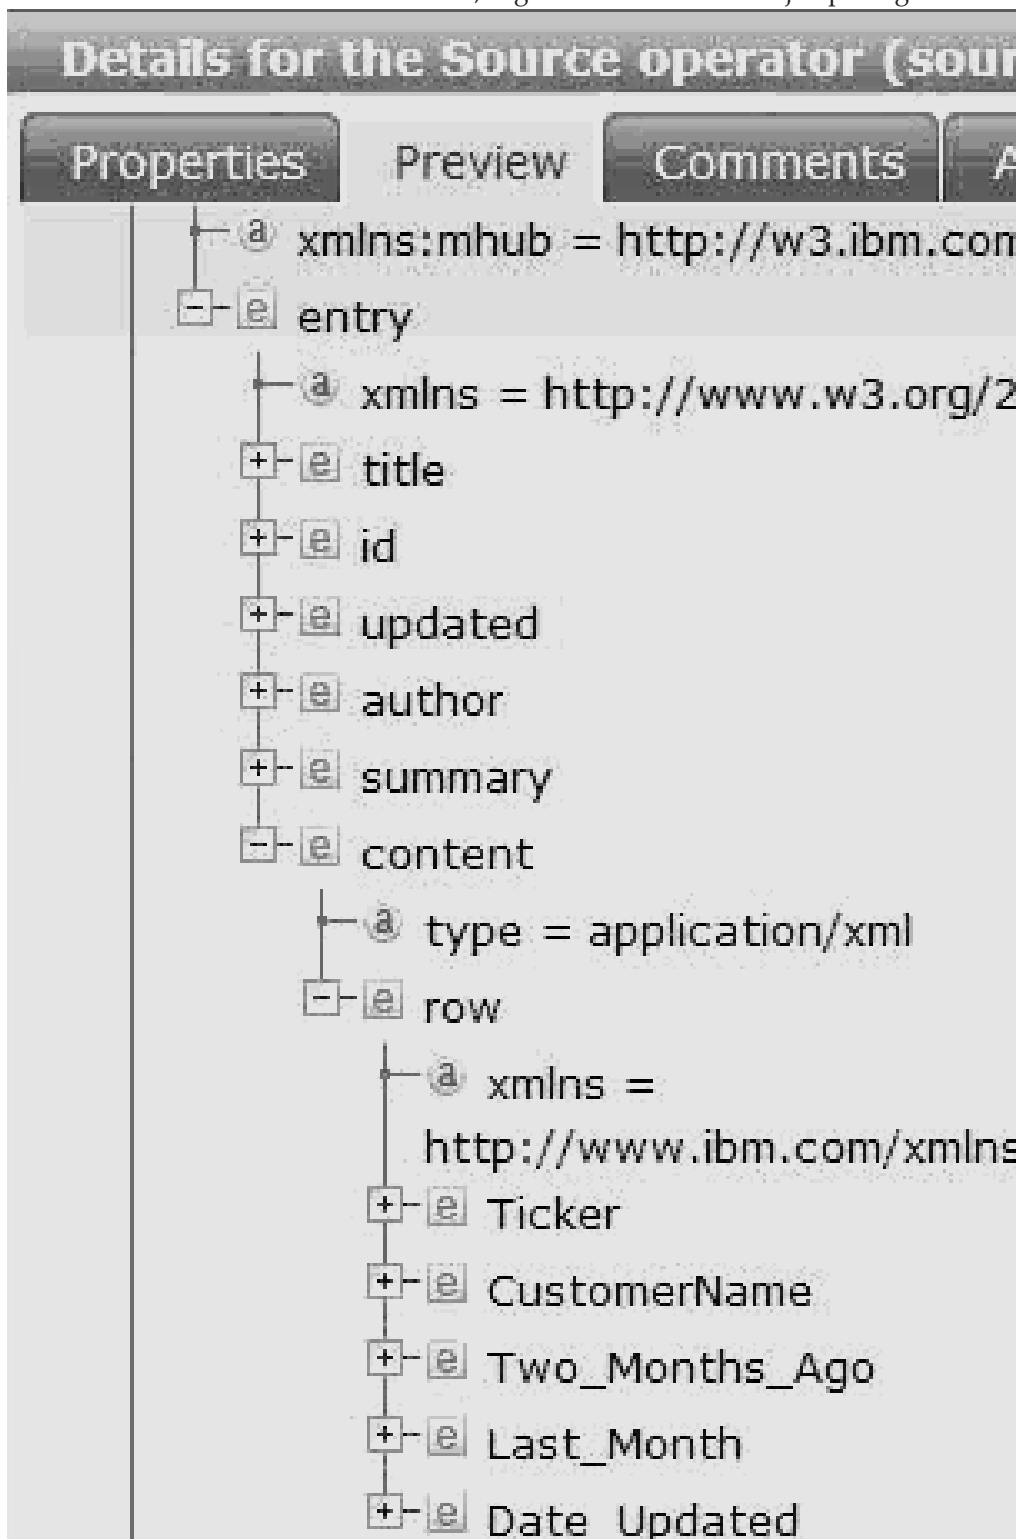 Details for the Source operator (sour
Properties Preview Comments A
a xmlns:mhub = http://w3.ibm.com
e entry
a xmlns = http://www.w3.org/2
e title
e id
e updated
e author
e summary
e content
a type = application/xml
e row
a xmlns =
http://www.ibm.com/xmlns
e Ticker
e CustomerName
e Two_Months_Ago
e Last_Month
e Date_Updated